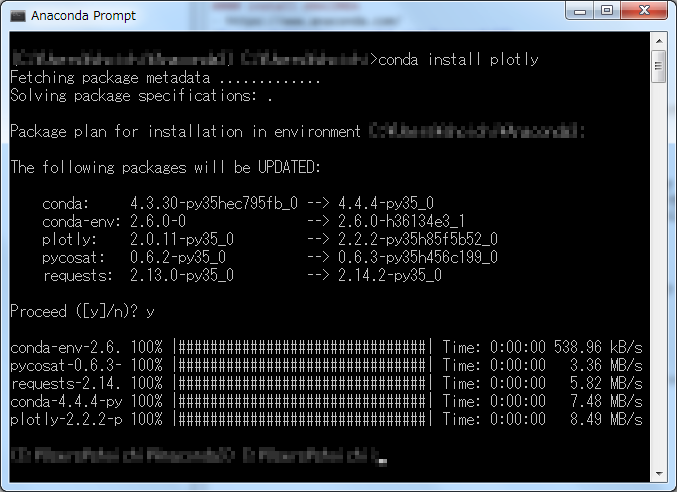 Anaconda Prompt
>conda install plotly
Fetching package metadata .............
Solving package specifications: .
Package plan for installation in environment
The following packages will be UPDATED:
conda: 4.3.30-py35hec795fb_0 --> 4.4.4-py35_0
conda-env: 2.6.0-0 --> 2.6.0-h36134e3_1
plotly: 2.0.11-py35_0 --> 2.2.2-py35h85f5b52_0
pycosat: 0.6.2-py35_0 --> 0.6.3-py35h456c199_0
requests: 2.13.0-py35_0 --> 2.14.2-py35_0
Proceed ([y]/n)? y
conda-env-2.6. 100% |###############################| Time: 0:00:00 538.96 kB/s
pycosat-0.6.3- 100% |###############################| Time: 0:00:00 3.36 MB/s
requests-2.14. 100% |###############################| Time: 0:00:00 5.82 MB/s
conda-4.4.4-py 100% |###############################| Time: 0:00:00 7.48 MB/s
plotly-2.2.2-p 100% |###############################| Time: 0:00:00 8.49 MB/s